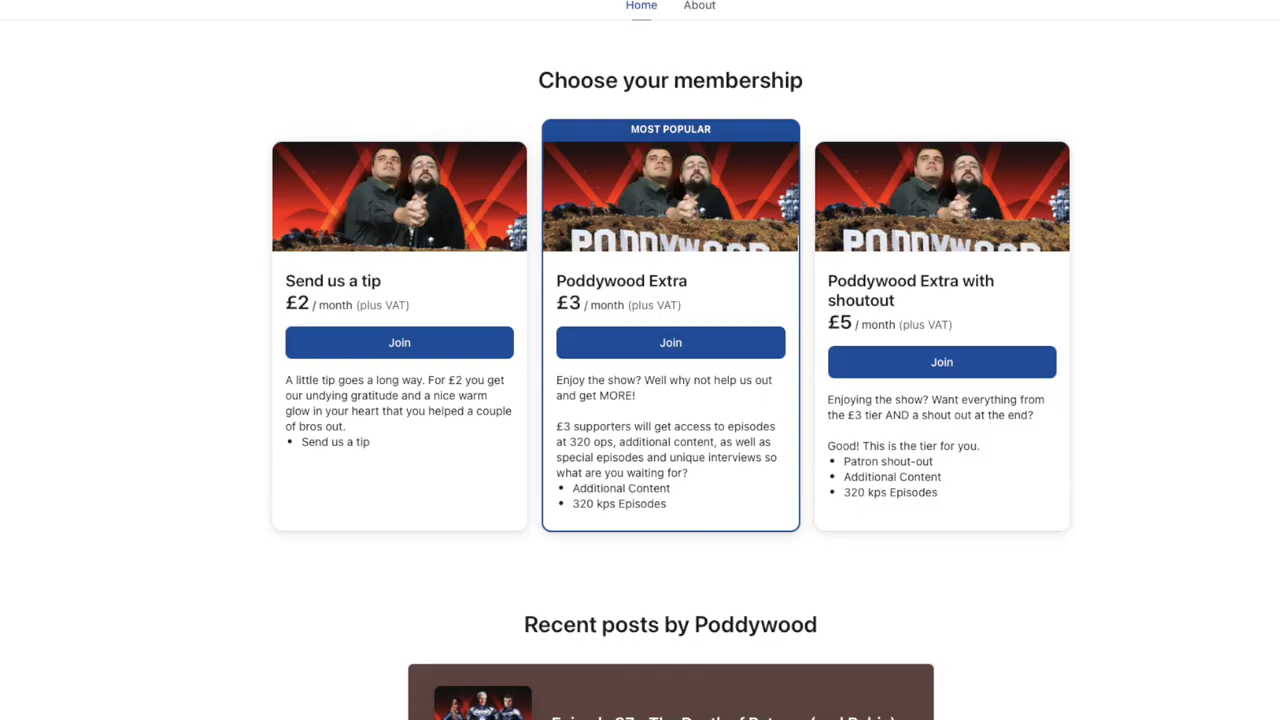 Home About
Choose your membership
MOST POPULAR
PODDYWOOD
PODDYWOOD
Send us a tip
£2 / month (plus VAT)
Join
A little tip goes a long way. For £2 you get
our undying gratitude and a nice warm
glow in your heart that you helped a couple
of bros out.
• Send us a tip
Poddywood Extra
£3 / month (plus VAT)
Join
Enjoy the show? Well why not help us out
and get MORE!
£3 supporters will get access to episodes
at 320 ops, additional content, as well as
special episodes and unique interviews so
what are you waiting for?
• Additional Content
• 320 kps Episodes
Poddywood Extra with
shoutout
£5 / month (plus VAT)
Join
Enjoying the show? Want everything from
the £3 tier AND a shout out at the end?
Good! This is the tier for you.
• Patron shout-out
• Additional Content
• 320 kps Episodes
Recent posts by Poddywood